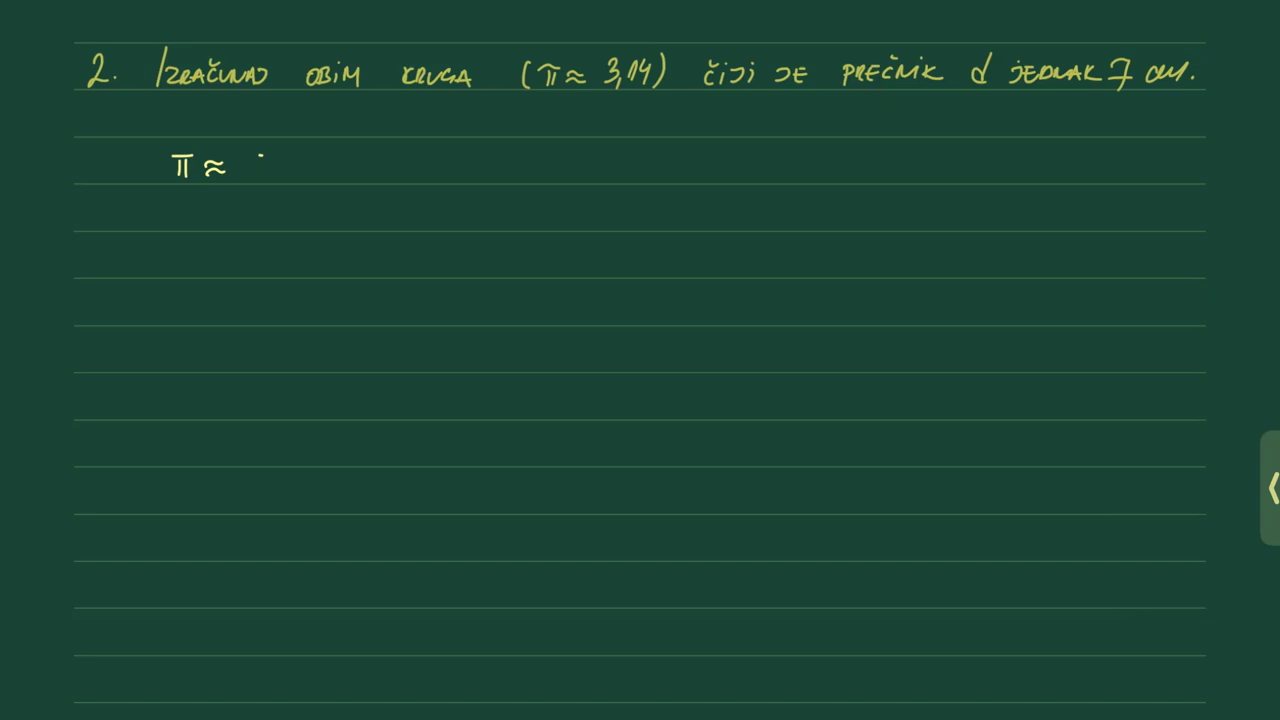 2. IZRAČUNAJ OBIM KRUGA (π ≈ 3,14) ČIJI JE PREČNIK d JEDNAK 7 cm.
π ≈